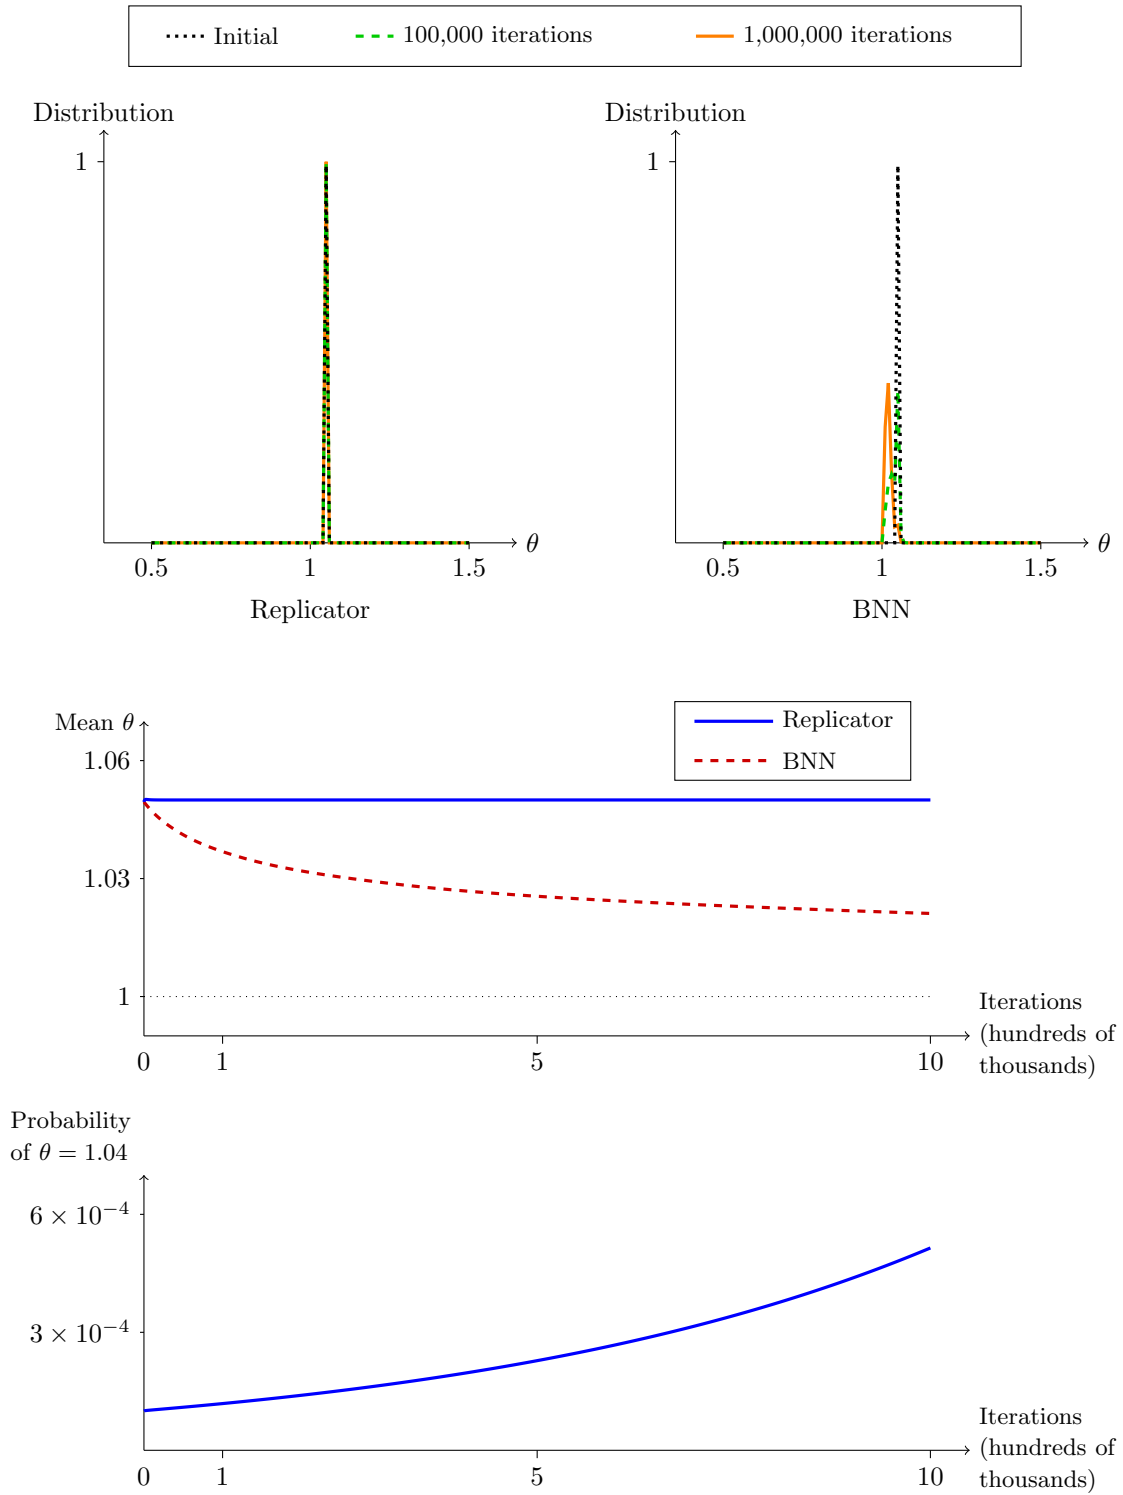 Initial 100,000 iterations 1,000,000 iterations
Distribution Distribution
1 1
θ θ
0.5 1 1.5 0.5 1 1.5
Replicator BNN
Mean θ
Replicator
BNN
1.06
1.03
1
Iterations
(hundreds of
thousands)
0 1 5 10
Probability
of θ = 1.04
6 × 10⁻⁴
3 × 10⁻⁴
Iterations
(hundreds of
thousands)
0 1 5 10